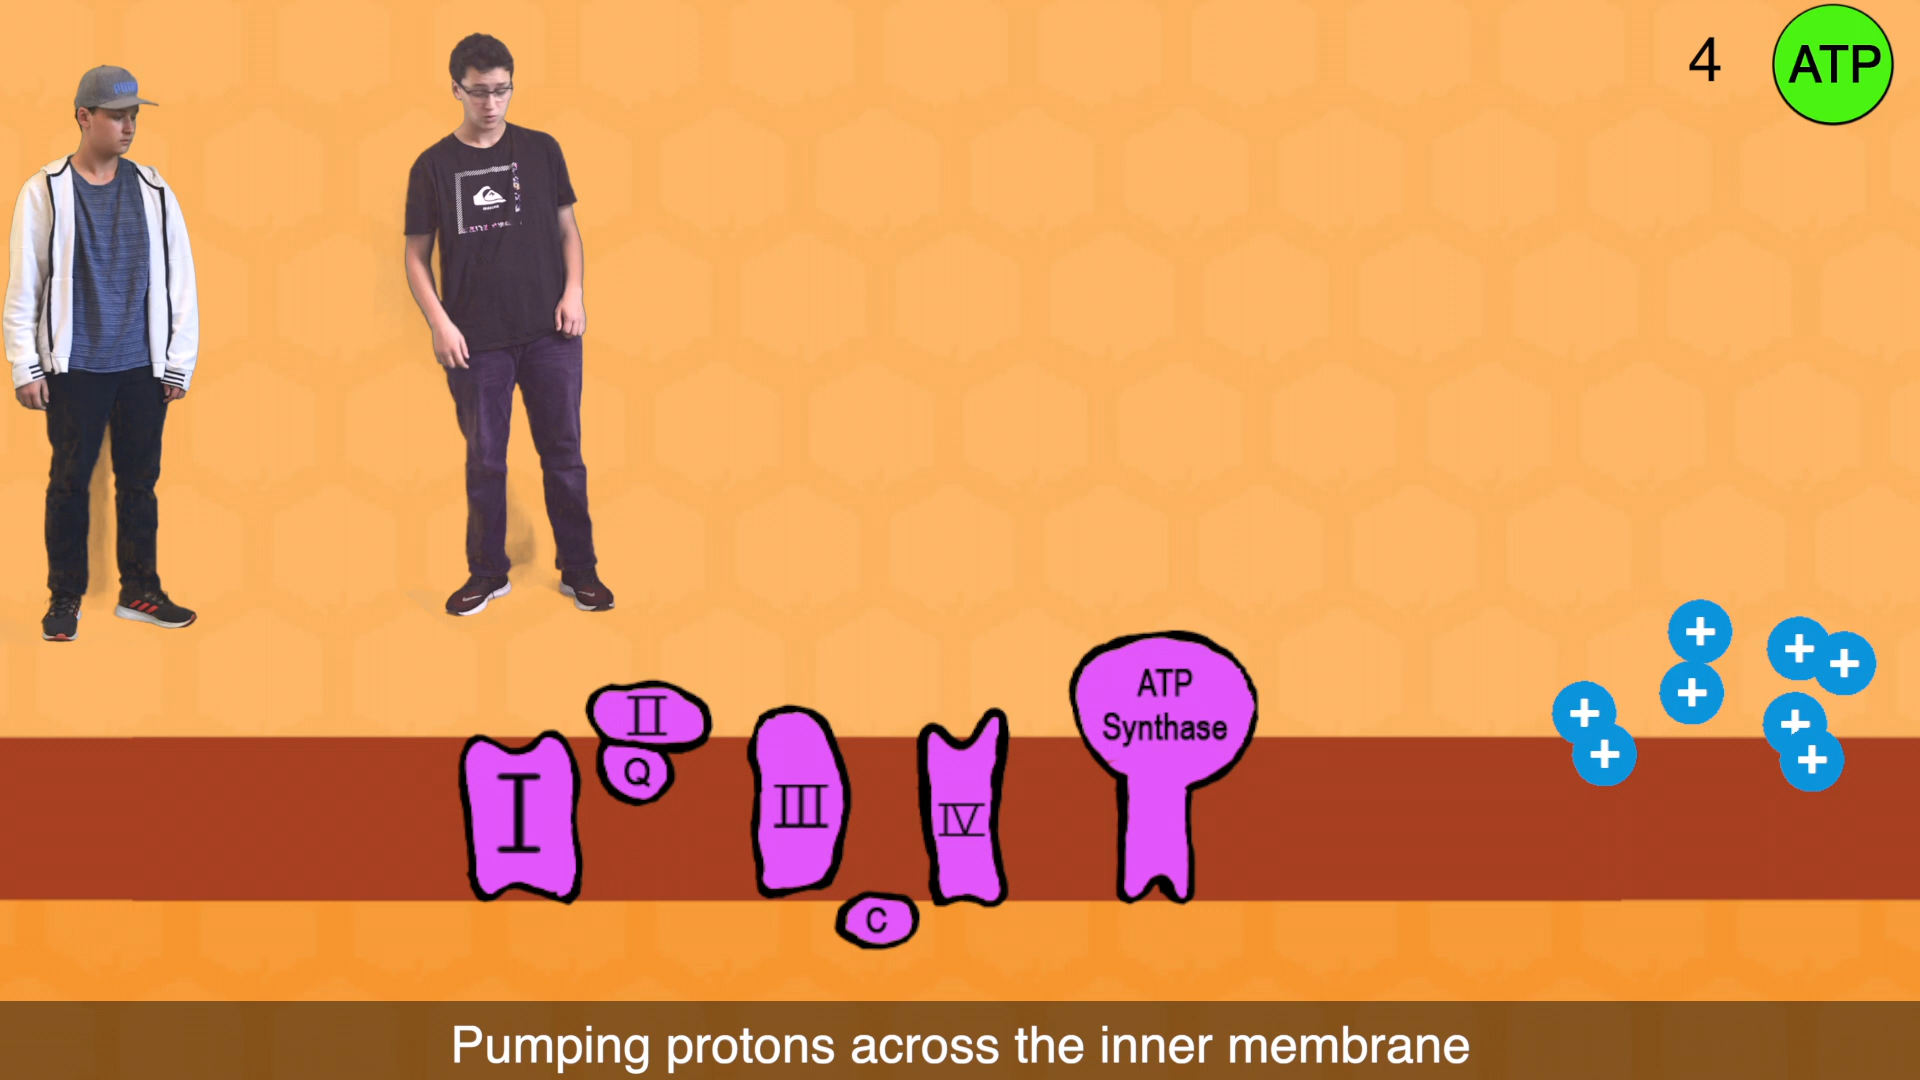 4 ATP
II
Q
I
III
IV
ATP
Synthase
C
+
+
+
+
+
+
+
+
Pumping protons across the inner membrane